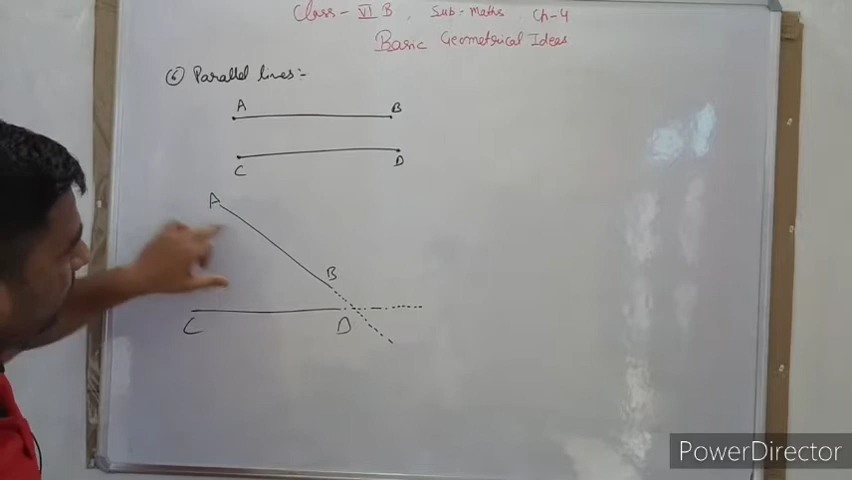 Class - VI B, Sub - Maths Ch-4
Basic Geometrical Ideas
⑥ Parallel lines :-
A B
C D
A
B
C D
PowerDirector